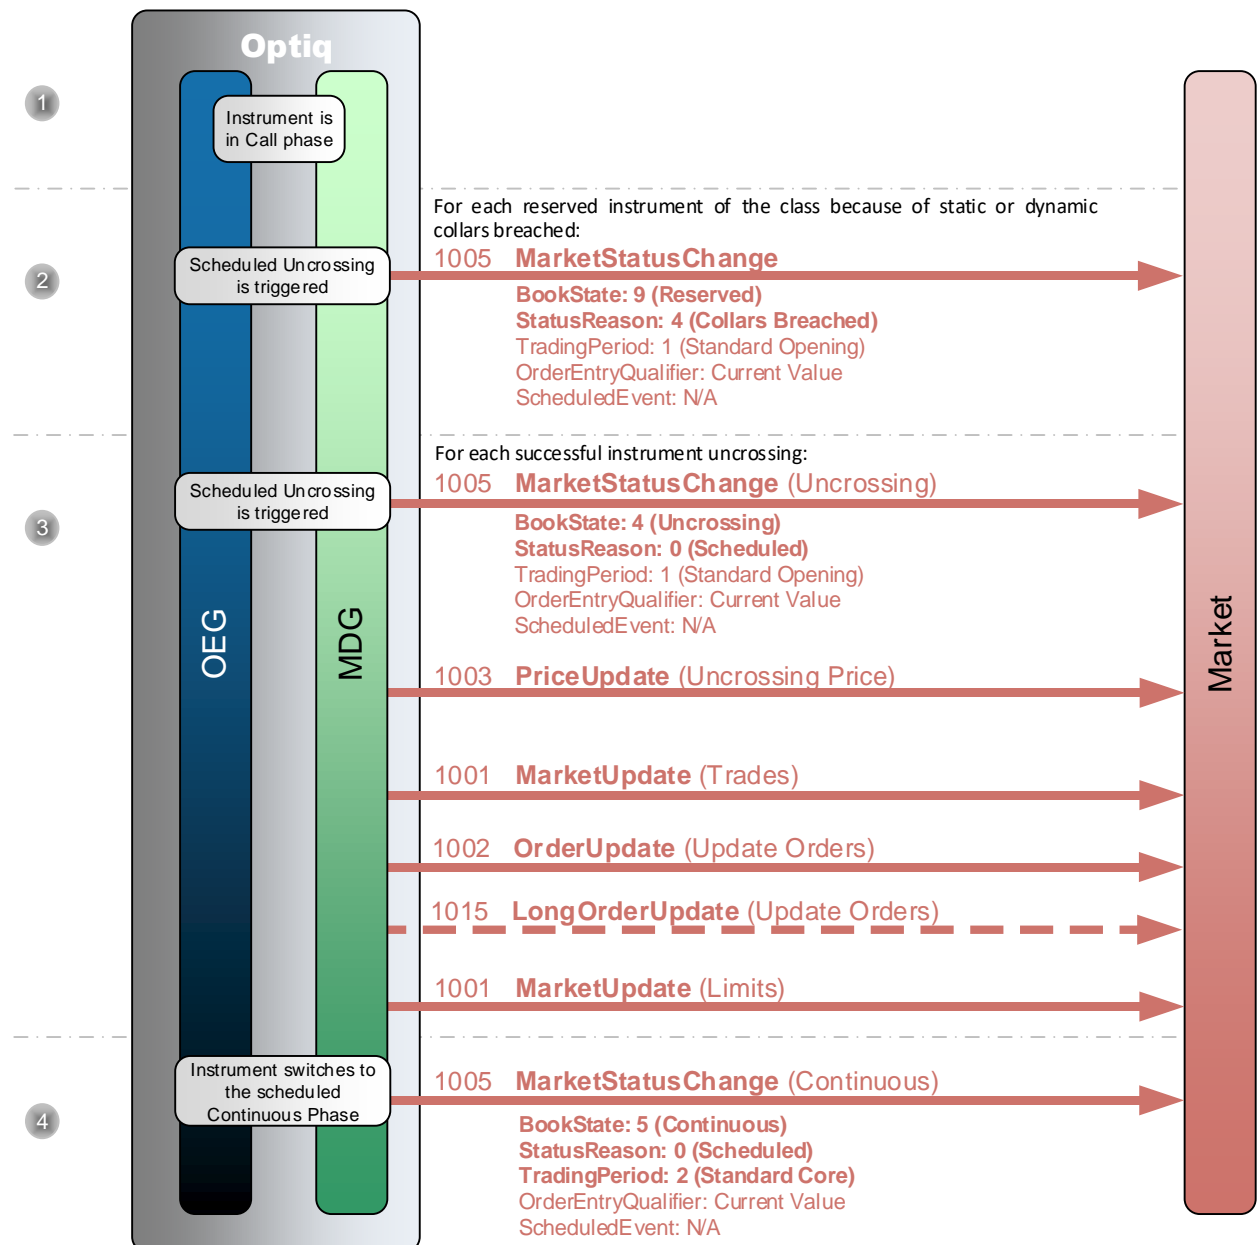 Optiq
1
Instrument is
in Call phase
For each reserved instrument of the class because of static or dynamic
collars breached:
1005 MarketStatusChange
2
Scheduled Uncrossing
is triggered
BookState: 9 (Reserved)
StatusReason: 4 (Collars Breached)
TradingPeriod: 1 (Standard Opening)
OrderEntryQualifier: Current Value
ScheduledEvent: N/A
For each successful instrument uncrossing:
1005 MarketStatusChange (Uncrossing)
3
Scheduled Uncrossing
is triggered
BookState: 4 (Uncrossing)
StatusReason: 0 (Scheduled)
TradingPeriod: 1 (Standard Opening)
OrderEntryQualifier: Current Value
ScheduledEvent: N/A
OEG
MDG
Market
1003 PriceUpdate (Uncrossing Price)
1001 MarketUpdate (Trades)
1002 OrderUpdate (Update Orders)
1015 LongOrderUpdate (Update Orders)
1001 MarketUpdate (Limits)
4
Instrument switches to
the scheduled
Continuous Phase
1005 MarketStatusChange (Continuous)
BookState: 5 (Continuous)
StatusReason: 0 (Scheduled)
TradingPeriod: 2 (Standard Core)
OrderEntryQualifier: Current Value
ScheduledEvent: N/A